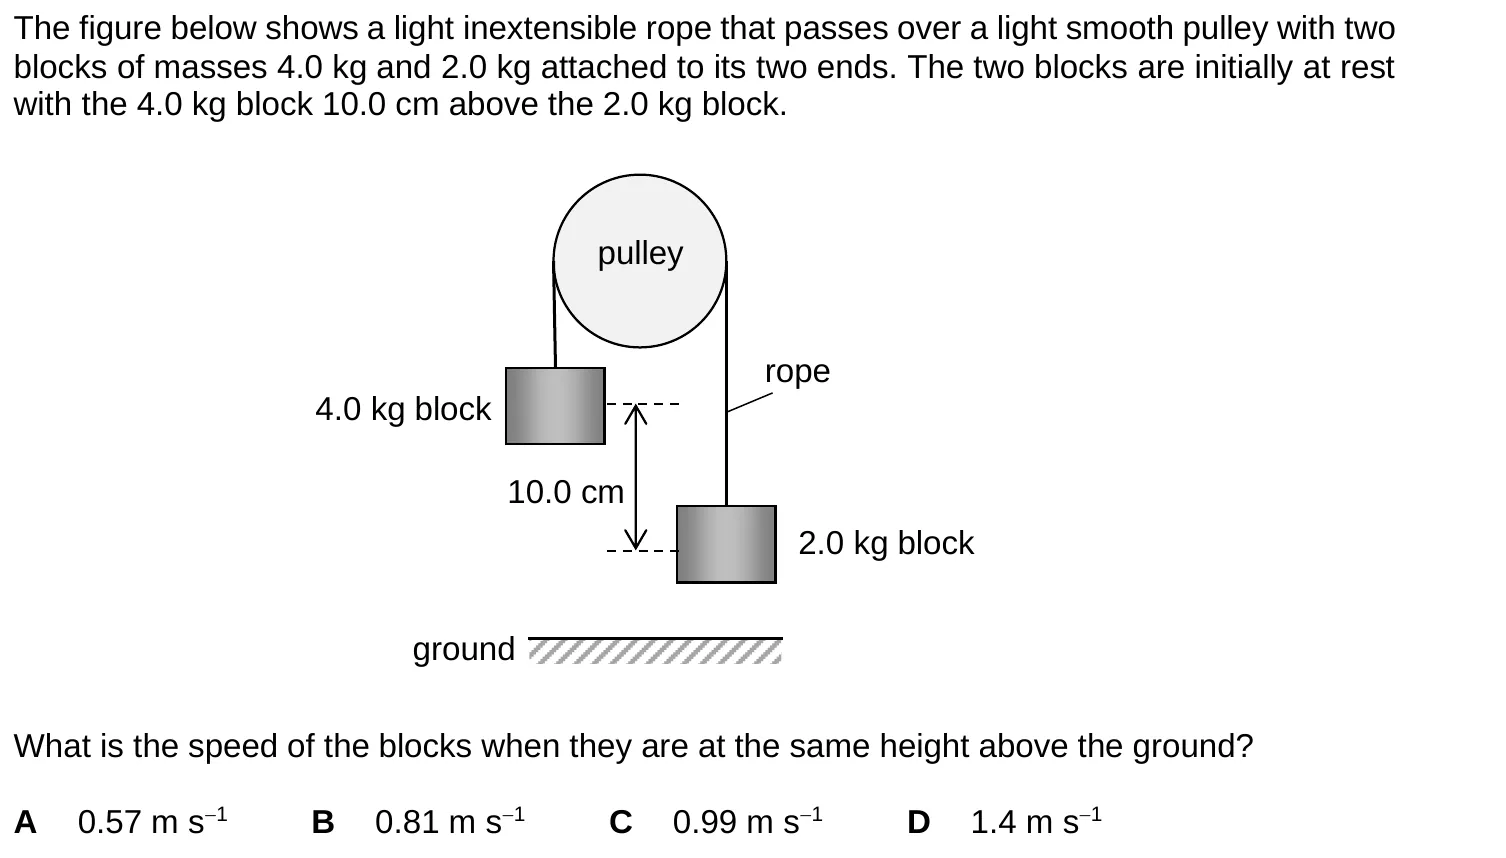 The figure below shows a light inextensible rope that passes over a light smooth pulley with two
blocks of masses 4.0 kg and 2.0 kg attached to its two ends. The two blocks are initially at rest
with the 4.0 kg block 10.0 cm above the 2.0 kg block.
pulley
rope
4.0 kg block
10.0 cm
2.0 kg block
ground
What is the speed of the blocks when they are at the same height above the ground?
A 0.57 m s⁻¹ B 0.81 m s⁻¹ C 0.99 m s⁻¹ D 1.4 m s⁻¹